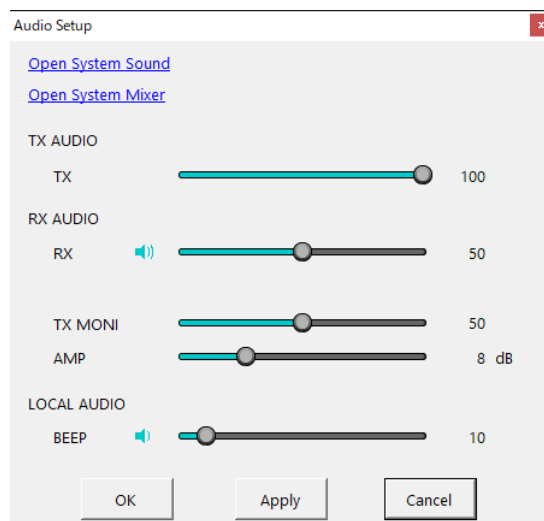 Audio Setup
x
Open System Sound
Open System Mixer
TX AUDIO
TX 100
RX AUDIO
RX 50
TX MONI 50
AMP 8 dB
LOCAL AUDIO
BEEP 10
OK Apply Cancel